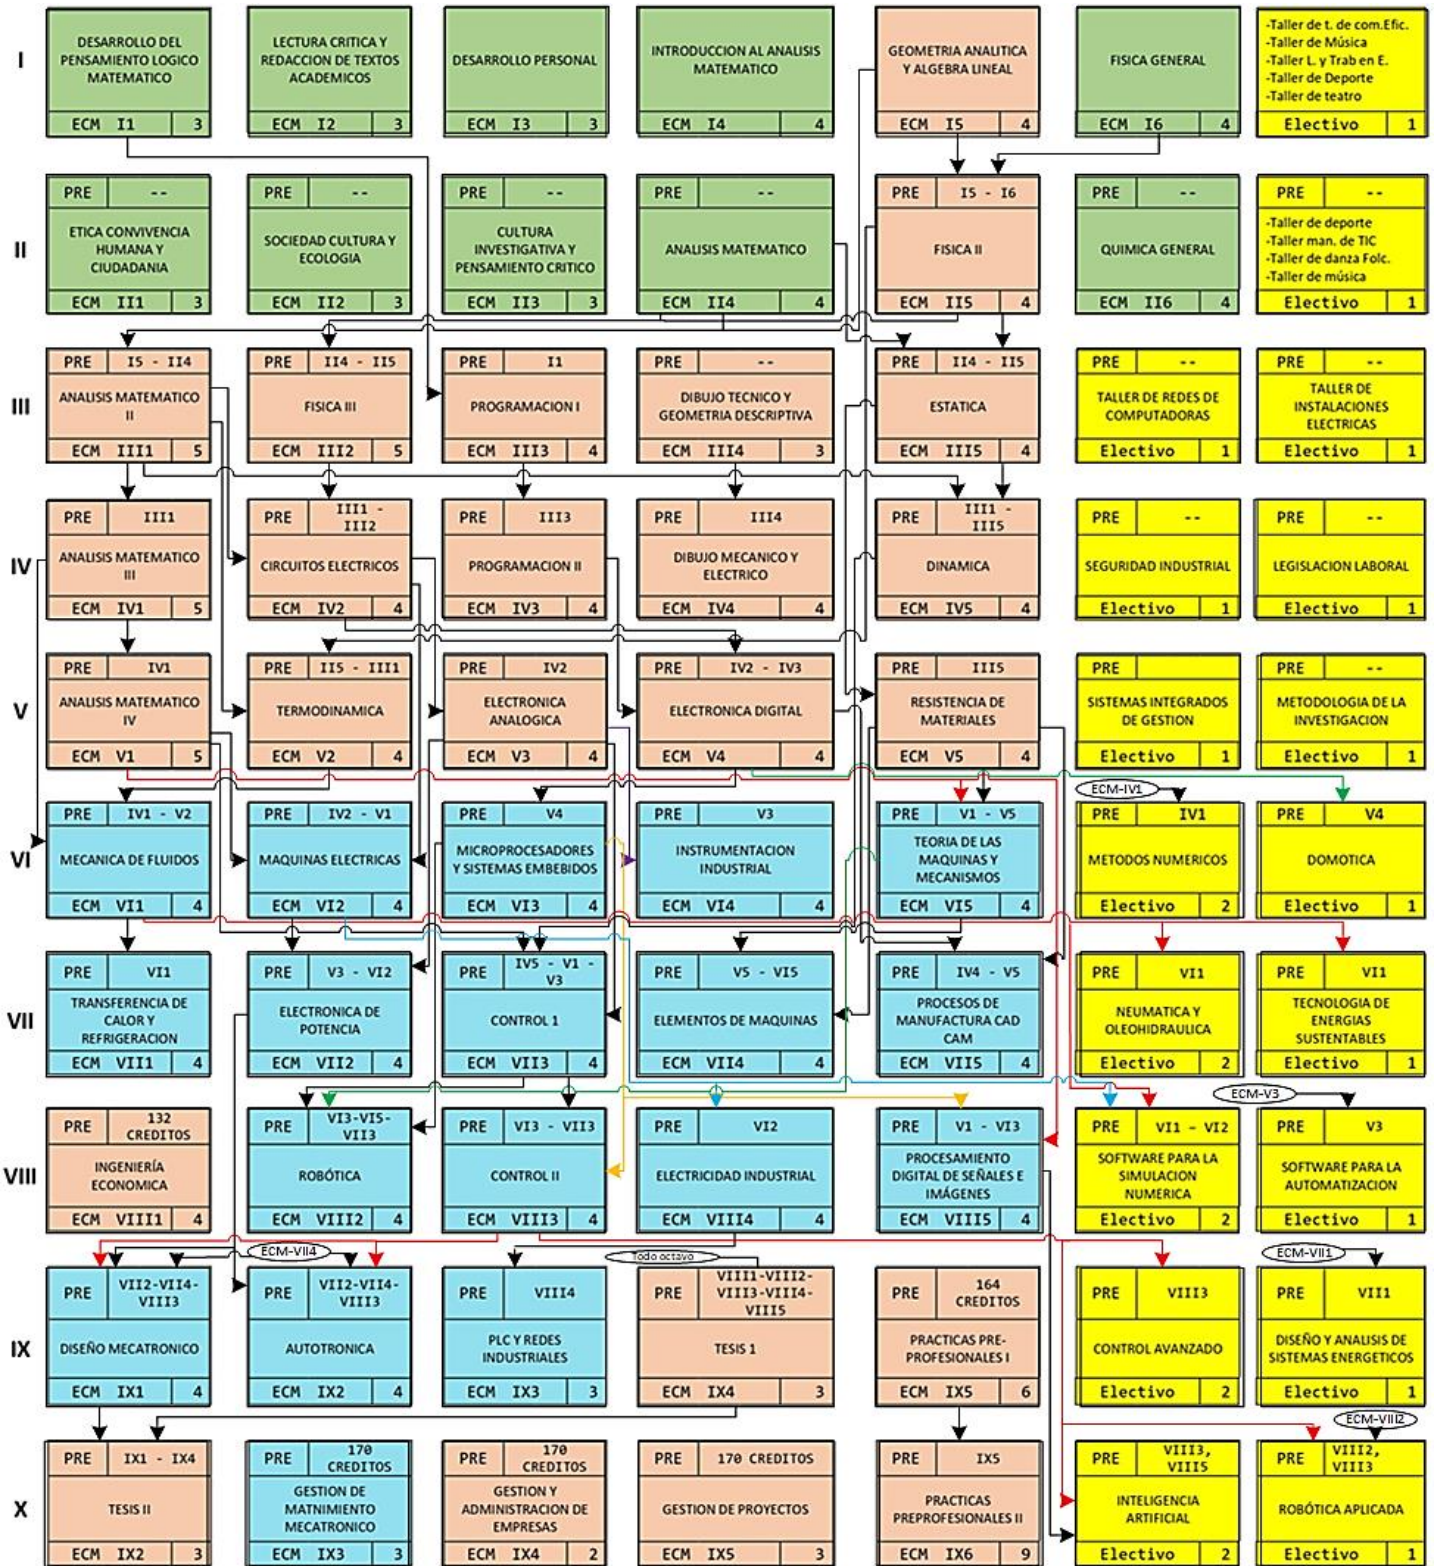 I
DESARROLLO DEL
PENSAMIENTO LOGICO
MATEMATICO
ECM I1 3
LECTURA CRITICA Y
REDACCION DE TEXTOS
ACADEMICOS
ECM I2 3
DESARROLLO PERSONAL
ECM I3 3
INTRODUCCION AL ANALISIS
MATEMATICO
ECM I4 4
GEOMETRIA ANALITICA
Y ALGEBRA LINEAL
ECM I5 4
FISICA GENERAL
ECM I6 4
-Taller de t. de com.Efic.
-Taller de Música
-Taller L. y Trab en E.
-Taller de Deporte
-Taller de teatro
Electivo 1
II
PRE --
ETICA CONVIVENCIA
HUMANA Y
CIUDADANIA
ECM II1 3
PRE --
SOCIEDAD CULTURA Y
ECOLOGIA
ECM II2 3
PRE --
CULTURA
INVESTIGATIVA Y
PENSAMIENTO CRITICO
ECM II3 3
PRE --
ANALISIS MATEMATICO
ECM II4 4
PRE I5 - I6
FISICA II
ECM II5 4
PRE --
QUIMICA GENERAL
ECM II6 4
PRE --
-Taller de deporte
-Taller man. de TIC
-Taller de danza Folc.
-Taller de música
Electivo 1
III
PRE I5 - II4
ANALISIS MATEMATICO
II
ECM III1 5
PRE II4 - II5
FISICA III
ECM III2 5
PRE I1
PROGRAMACION I
ECM III3 4
PRE --
DIBUJO TECNICO Y
GEOMETRIA DESCRIPTIVA
ECM III4 3
PRE II4 - II5
ESTATICA
ECM III5 4
PRE --
TALLER DE REDES DE
COMPUTADORAS
Electivo 1
PRE --
TALLER DE
INSTALACIONES
ELECTRICAS
Electivo 1
IV
PRE III1
ANALISIS MATEMATICO
III
ECM IV1 5
PRE III1 -
III2
CIRCUITOS ELECTRICOS
ECM IV2 4
PRE III3
PROGRAMACION II
ECM IV3 4
PRE III4
DIBUJO MECANICO Y
ELECTRICO
ECM IV4 4
PRE III1 -
III5
DINAMICA
ECM IV5 4
PRE --
SEGURIDAD INDUSTRIAL
Electivo 1
PRE --
LEGISLACION LABORAL
Electivo 1
V
PRE IV1
ANALISIS MATEMATICO
IV
ECM V1 5
PRE II5 - III1
TERMODINAMICA
ECM V2 4
PRE IV2
ELECTRONICA
ANALOGICA
ECM V3 4
PRE IV2 - IV3
ELECTRONICA DIGITAL
ECM V4 4
PRE III5
RESISTENCIA DE
MATERIALES
ECM V5 4
PRE
SISTEMAS INTEGRADOS
DE GESTION
Electivo 1
PRE --
METODOLOGIA DE LA
INVESTIGACION
Electivo 1
VI
PRE IV1 - V2
MECANICA DE FLUIDOS
ECM VI1 4
PRE IV2 - V1
MAQUINAS ELECTRICAS
ECM VI2 4
PRE V4
MICROPROCESADORES
Y SISTEMAS EMBEBIDOS
ECM VI3 4
PRE V3
INSTRUMENTACION
INDUSTRIAL
ECM VI4 4
PRE V1 - V5
TEORIA DE LAS
MAQUINAS Y
MECANISMOS
ECM VI5 4
ECM-IV1
PRE IV1
METODOS NUMERICOS
Electivo 2
PRE V4
DOMOTICA
Electivo 1
VII
PRE VI1
TRANSFERENCIA DE
CALOR Y
REFRIGERACION
ECM VII1 4
PRE V3 - VI2
ELECTRONICA DE
POTENCIA
ECM VII2 4
PRE IV5 - V1 -
V3
CONTROL 1
ECM VII3 4
PRE V5 - VI5
ELEMENTOS DE MAQUINAS
ECM VII4 4
PRE IV4 - V5
PROCESOS DE
MANUFACTURA CAD
CAM
ECM VII5 4
PRE VI1
NEUMATICA Y
OLEOHIDRAULICA
Electivo 2
PRE VI1
TECNOLOGIA DE
ENERGIAS
SUSTENTABLES
Electivo 1
VIII
PRE 132
CREDITOS
INGENIERÍA
ECONOMICA
ECM VIII1 4
PRE VI3-VI5-
VII3
ROBÓTICA
ECM VIII2 4
PRE VI3 - VII3
CONTROL II
ECM VIII3 4
PRE VI2
ELECTRICIDAD INDUSTRIAL
ECM VIII4 4
PRE V1 - VI3
PROCESAMIENTO
DIGITAL DE SEÑALES E
IMÁGENES
ECM VIII5 4
PRE VI1 - VI2
SOFTWARE PARA LA
SIMULACION
NUMERICA
Electivo 2
ECM-V3
PRE V3
SOFTWARE PARA LA
AUTOMATIZACION
Electivo 1
IX
PRE VII2-VII4-
VIII3
DISEÑO MECATRONICO
ECM IX1 4
ECM-VII4
PRE VII2-VII4-
VIII3
AUTOTRONICA
ECM IX2 4
PRE VIII4
PLC Y REDES
INDUSTRIALES
ECM IX3 3
Todo octavo
PRE VIII1-VIII2-
VIII3-VIII4-
VIII5
TESIS 1
ECM IX4 3
PRE 164
CREDITOS
PRACTICAS PRE-
PROFESIONALES I
ECM IX5 6
PRE VIII3
CONTROL AVANZADO
Electivo 2
ECM-VII1
PRE VII1
DISEÑO Y ANALISIS DE
SISTEMAS ENERGETICOS
Electivo 1
X
PRE IX1 - IX4
TESIS II
ECM IX2 3
PRE 170
CREDITOS
GESTION DE
MATNIMIENTO
MECATRONICO
ECM IX3 3
PRE 170
CREDITOS
GESTION Y
ADMINISTRACION DE
EMPRESAS
ECM IX4 2
PRE 170 CREDITOS
GESTION DE PROYECTOS
ECM IX5 3
PRE IX5
PRACTICAS
PREPROFESIONALES II
ECM IX6 9
PRE VIII3,
VIII5
INTELIGENCIA
ARTIFICIAL
Electivo 2
ECM-VIII2
PRE VIII2,
VIII3
ROBÓTICA APLICADA
Electivo 1